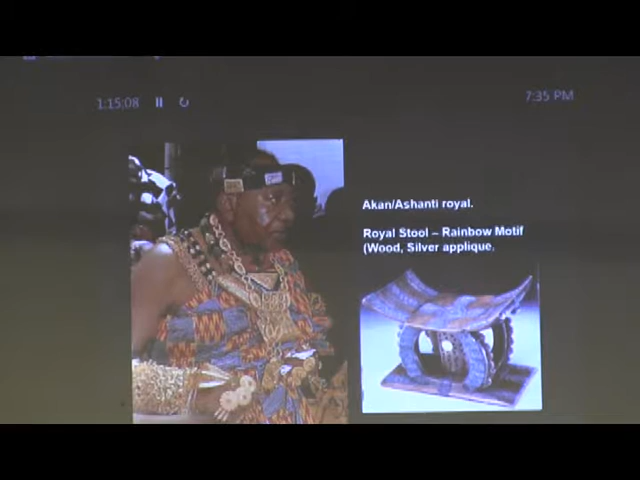 1:15:08
7:35 PM
Akan/Ashanti royal.
Royal Stool – Rainbow Motif
(Wood, Silver applique.